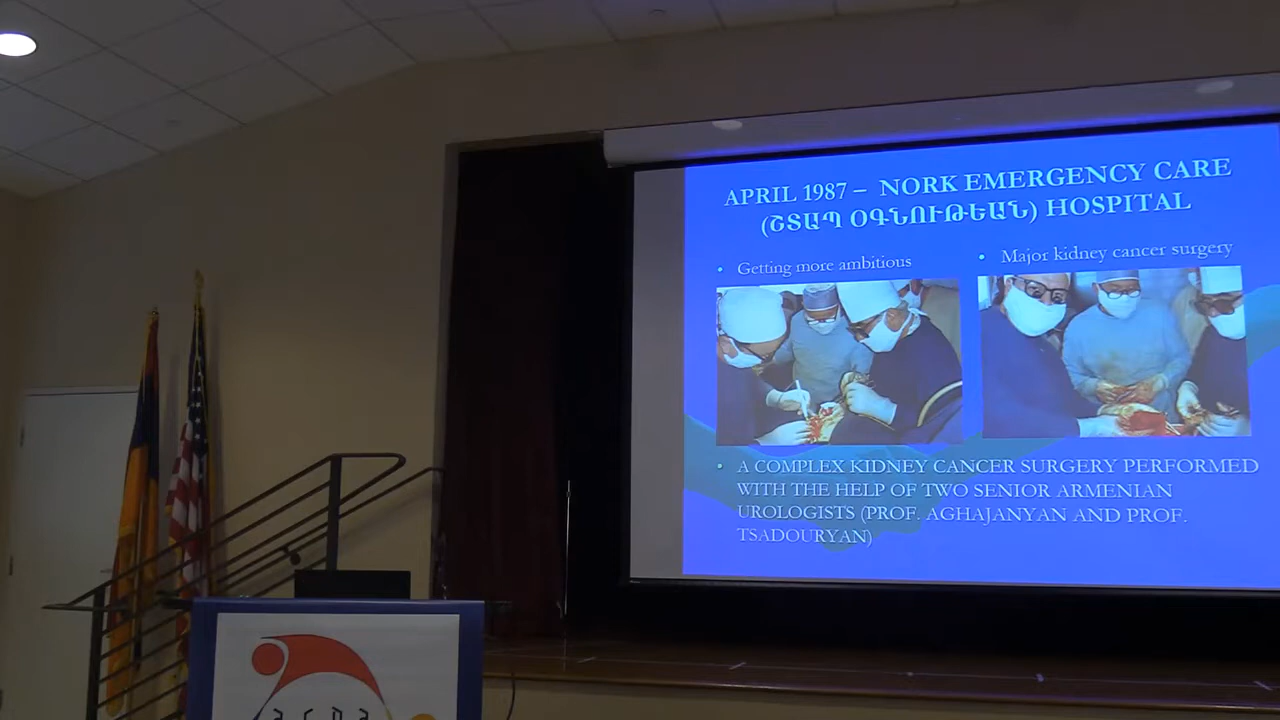 APRIL 1987 – NORK EMERGENCY CARE
(ՇՏԱՊ ՕԳՆՈՒԹԵԱՆ) HOSPITAL
• Getting more ambitious
• Major kidney cancer surgery
• A COMPLEX KIDNEY CANCER SURGERY PERFORMED
WITH THE HELP OF TWO SENIOR ARMENIAN
UROLOGISTS (PROF. AGHAJANYAN AND PROF.
TSADOURYAN)